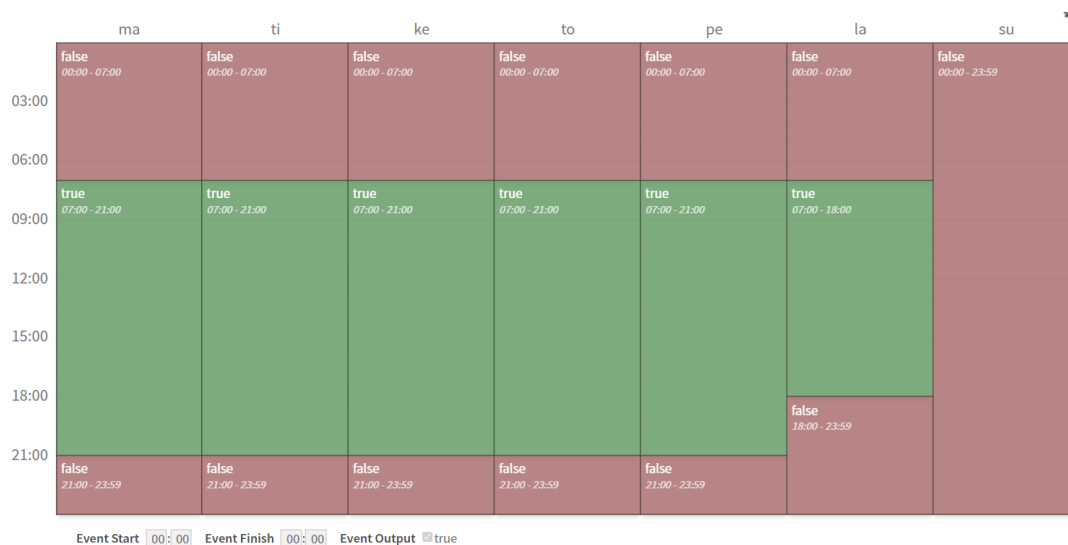 ma ti ke to pe la su
false false false false false false false
00:00 - 07:00 00:00 - 07:00 00:00 - 07:00 00:00 - 07:00 00:00 - 07:00 00:00 - 07:00 00:00 - 23:59
03:00
06:00
true true true true true true
07:00 - 21:00 07:00 - 21:00 07:00 - 21:00 07:00 - 21:00 07:00 - 21:00 07:00 - 18:00
09:00
12:00
15:00
18:00
false
18:00 - 23:59
21:00
false false false false false
21:00 - 23:59 21:00 - 23:59 21:00 - 23:59 21:00 - 23:59 21:00 - 23:59
Event Start 00:00 Event Finish 00:00 Event Output true